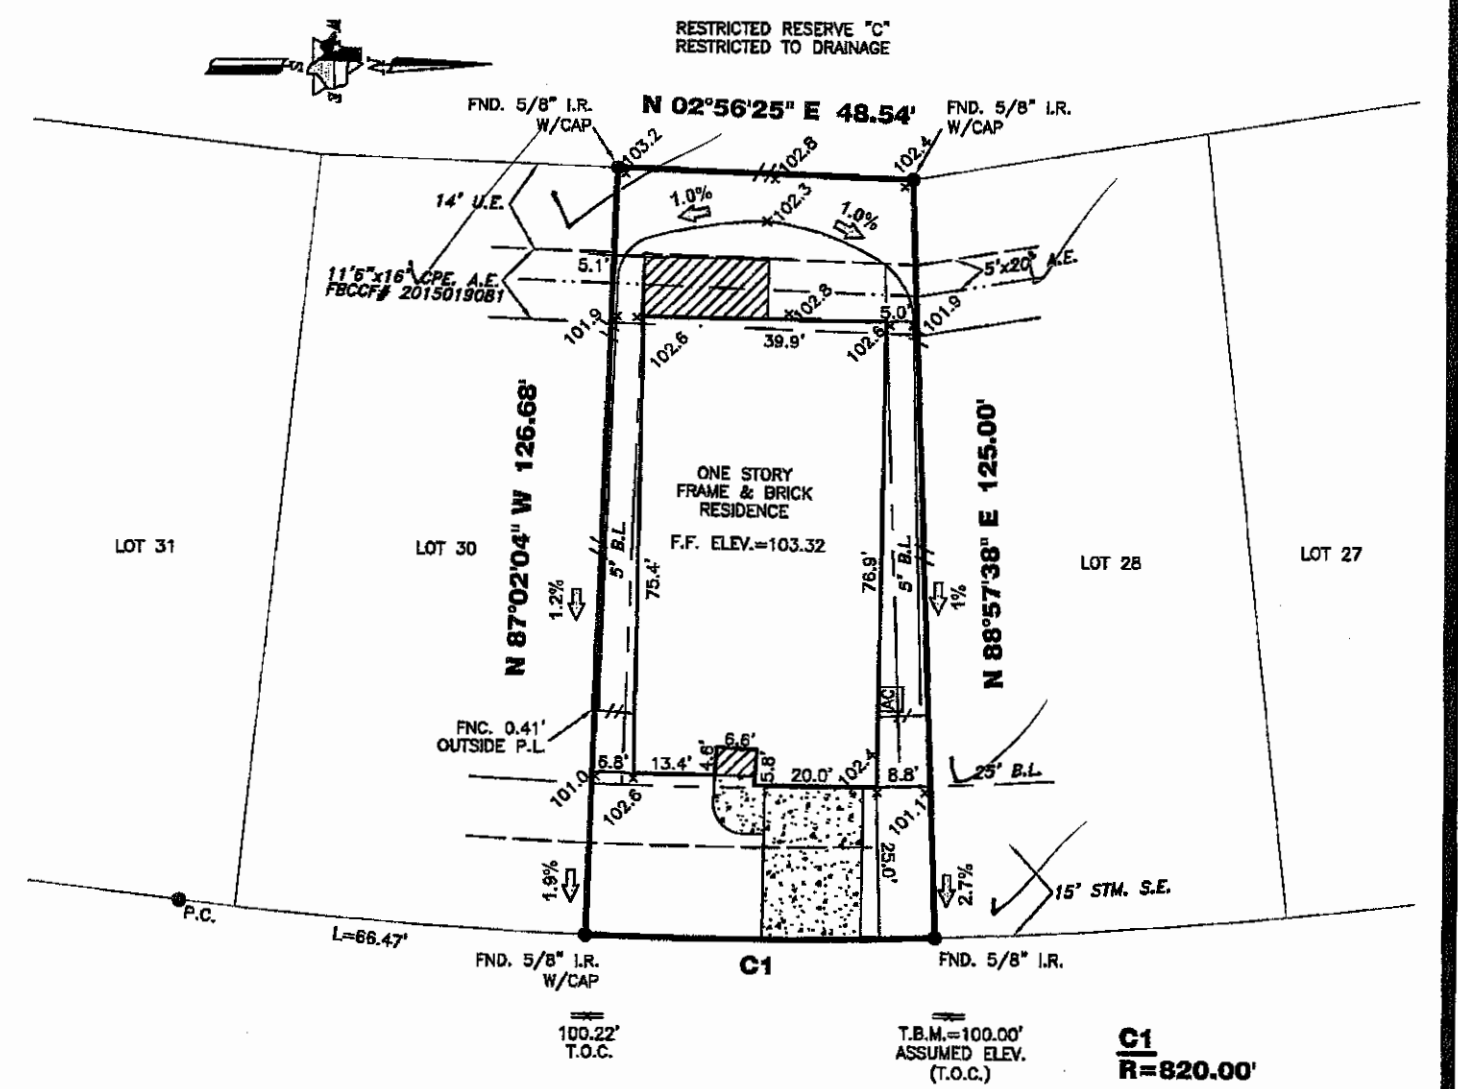 RESTRICTED RESERVE "C"
RESTRICTED TO DRAINAGE
S
N
E
FND. 5/8" I.R.
W/CAP
N 02°56'25" E 48.54'
FND. 5/8" I.R.
W/CAP
103.2
102.8
102.4
14' U.E.
1.0%
102.3
1.0%
5.1'
11'6"x16' CPE. A.E.
FBCCF# 2015019081
5'x20' A.E.
101.9
102.6
102.8
39.9'
5.0'
102.6
101.9
N 87°02'04" W 126.68'
N 88°57'38" E 125.00'
ONE STORY
FRAME & BRICK
RESIDENCE
F.F. ELEV.=103.32
LOT 31
LOT 30
LOT 28
LOT 27
5' B.L.
75.4'
76.9'
5' B.L.
1.2%
1%
AC
FNC. 0.41'
OUTSIDE P.L.
6.8'
13.4'
4.6'
6.6'
5.8'
20.0'
102.4
8.8'
25' B.L.
101.0
102.6
101.1
25.0'
1.9%
2.7%
15' STM. S.E.
P.C.
L=66.47'
FND. 5/8" I.R.
W/CAP
C1
FND. 5/8" I.R.
100.22'
T.O.C.
T.B.M.=100.00'
ASSUMED ELEV.
(T.O.C.)
C1
R=820.00'